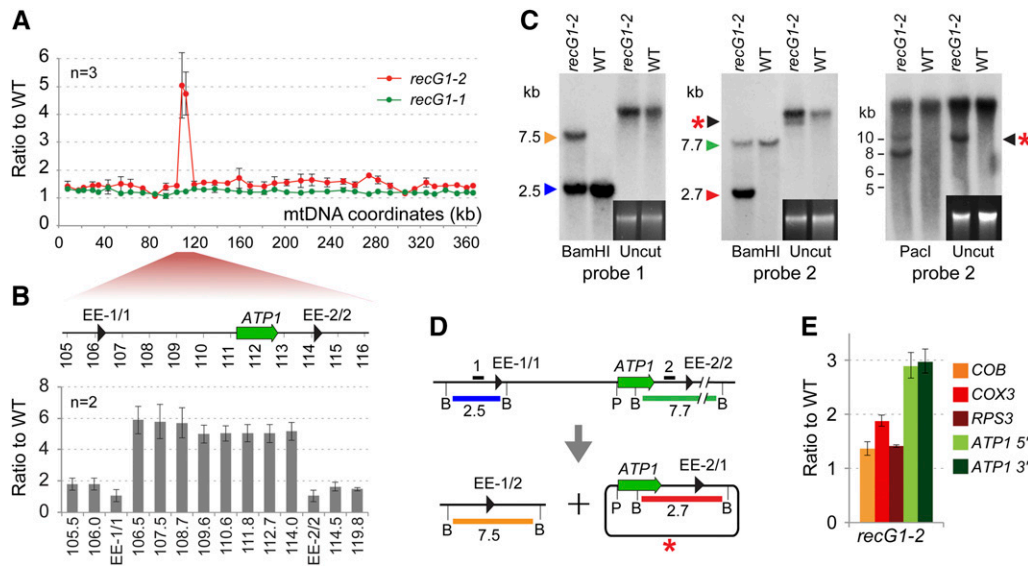 A
Ratio to WT
6
5
4
3
2
1
0
n=3
recG1-2
recG1-1
mtDNA coordinates (kb)
0 40 80 120 160 200 240 280 320 360
B
EE-1/1
ATP1
EE-2/2
105 106 107 108 109 110 111 112 113 114 115 116
Ratio to WT
8
6
4
2
0
n=2
105.5
106.0
EE-1/1
106.5
107.5
108.7
109.6
110.6
111.8
112.7
114.0
EE-2/2
114.5
119.8
C
recG1-2
WT
recG1-2
WT
kb
7.5
2.5
BamHI
Uncut
probe 1
recG1-2
WT
recG1-2
WT
kb
*
7.7
2.7
BamHI
Uncut
probe 2
recG1-2
WT
recG1-2
WT
kb
10
8
6
5
*
PacI
Uncut
probe 2
D
1
EE-1/1
ATP1
2
EE-2/2
B
2.5
B
P
B
7.7
B
EE-1/2
B
7.5
B
+
ATP1
EE-2/1
P
B
2.7
B
*
E
Ratio to WT
3
2
1
0
recG1-2
COB
COX3
RPS3
ATP1 5'
ATP1 3'